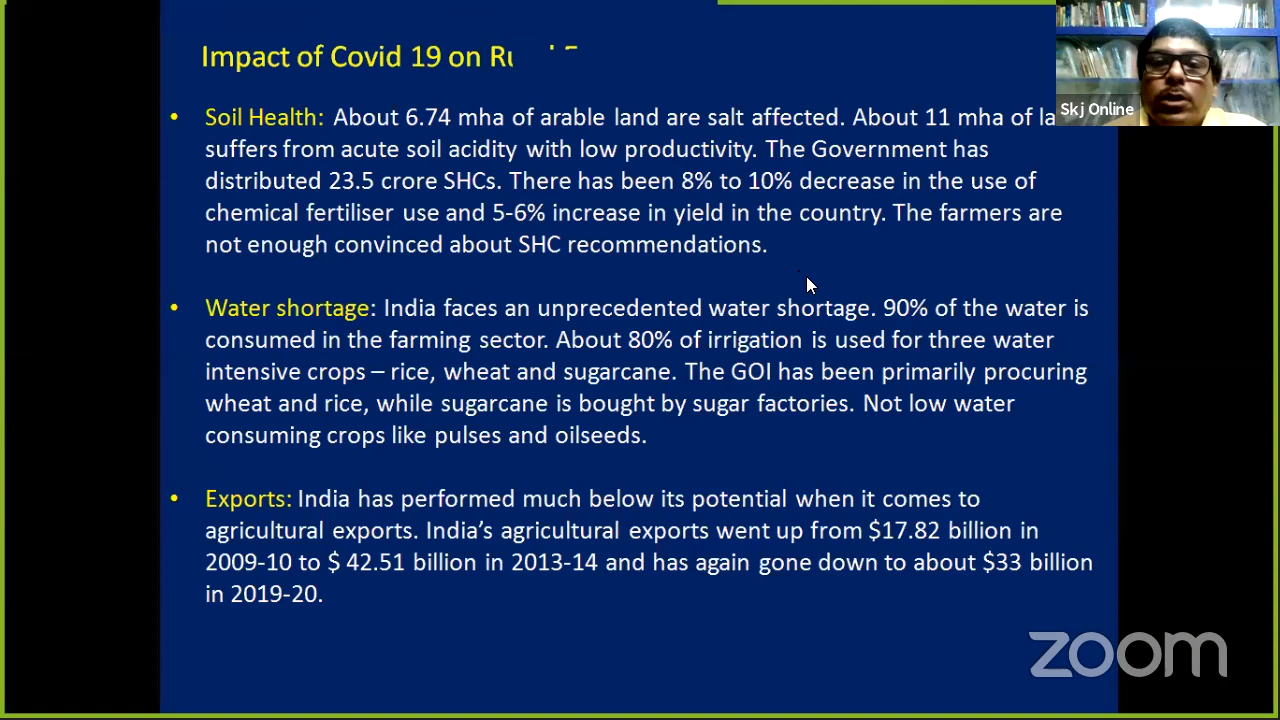 Impact of Covid 19 on
Skj Online
• Soil Health: About 6.74 mha of arable land are salt affected. About 11 mha of
suffers from acute soil acidity with low productivity. The Government has
distributed 23.5 crore SHCs. There has been 8% to 10% decrease in the use of
chemical fertiliser use and 5-6% increase in yield in the country. The farmers are
not enough convinced about SHC recommendations.
• Water shortage: India faces an unprecedented water shortage. 90% of the water is
consumed in the farming sector. About 80% of irrigation is used for three water
intensive crops – rice, wheat and sugarcane. The GOI has been primarily procuring
wheat and rice, while sugarcane is bought by sugar factories. Not low water
consuming crops like pulses and oilseeds.
• Exports: India has performed much below its potential when it comes to
agricultural exports. India’s agricultural exports went up from $17.82 billion in
2009-10 to $ 42.51 billion in 2013-14 and has again gone down to about $33 billion
in 2019-20.
zoom